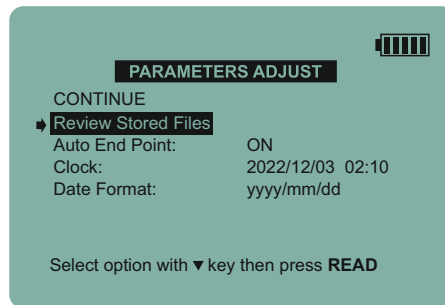 PARAMETERS ADJUST
CONTINUE
Review Stored Files
Auto End Point: ON
Clock: 2022/12/03 02:10
Date Format: yyyy/mm/dd
Select option with ▼ key then press READ